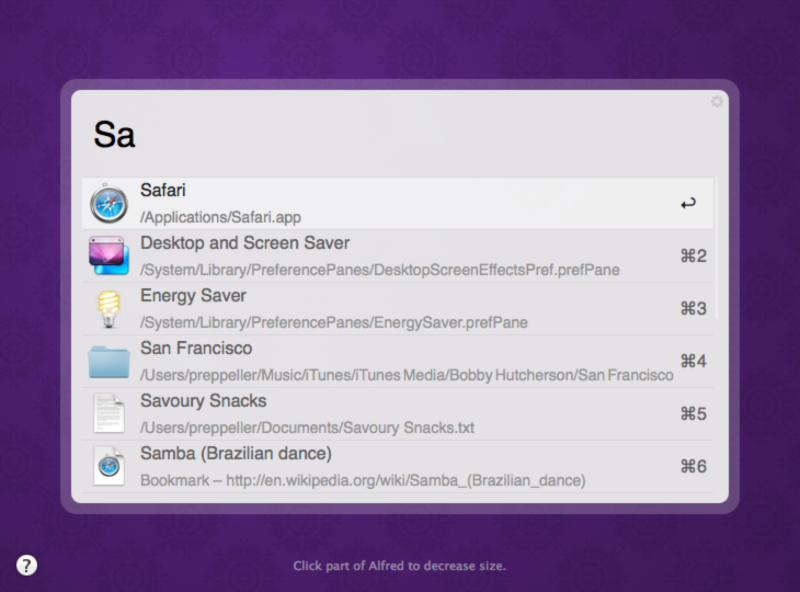 Sa
Safari
/Applications/Safari.app
↩
Desktop and Screen Saver
/System/Library/PreferencePanes/DesktopScreenEffectsPref.prefPane
⌘2
Energy Saver
/System/Library/PreferencePanes/EnergySaver.prefPane
⌘3
San Francisco
/Users/preppeller/Music/iTunes/iTunes Media/Bobby Hutcherson/San Francisco
⌘4
Savoury Snacks
/Users/preppeller/Documents/Savoury Snacks.txt
⌘5
Samba (Brazilian dance)
Bookmark – http://en.wikipedia.org/wiki/Samba_(Brazilian_dance)
⌘6
?
Click part of Alfred to decrease size.